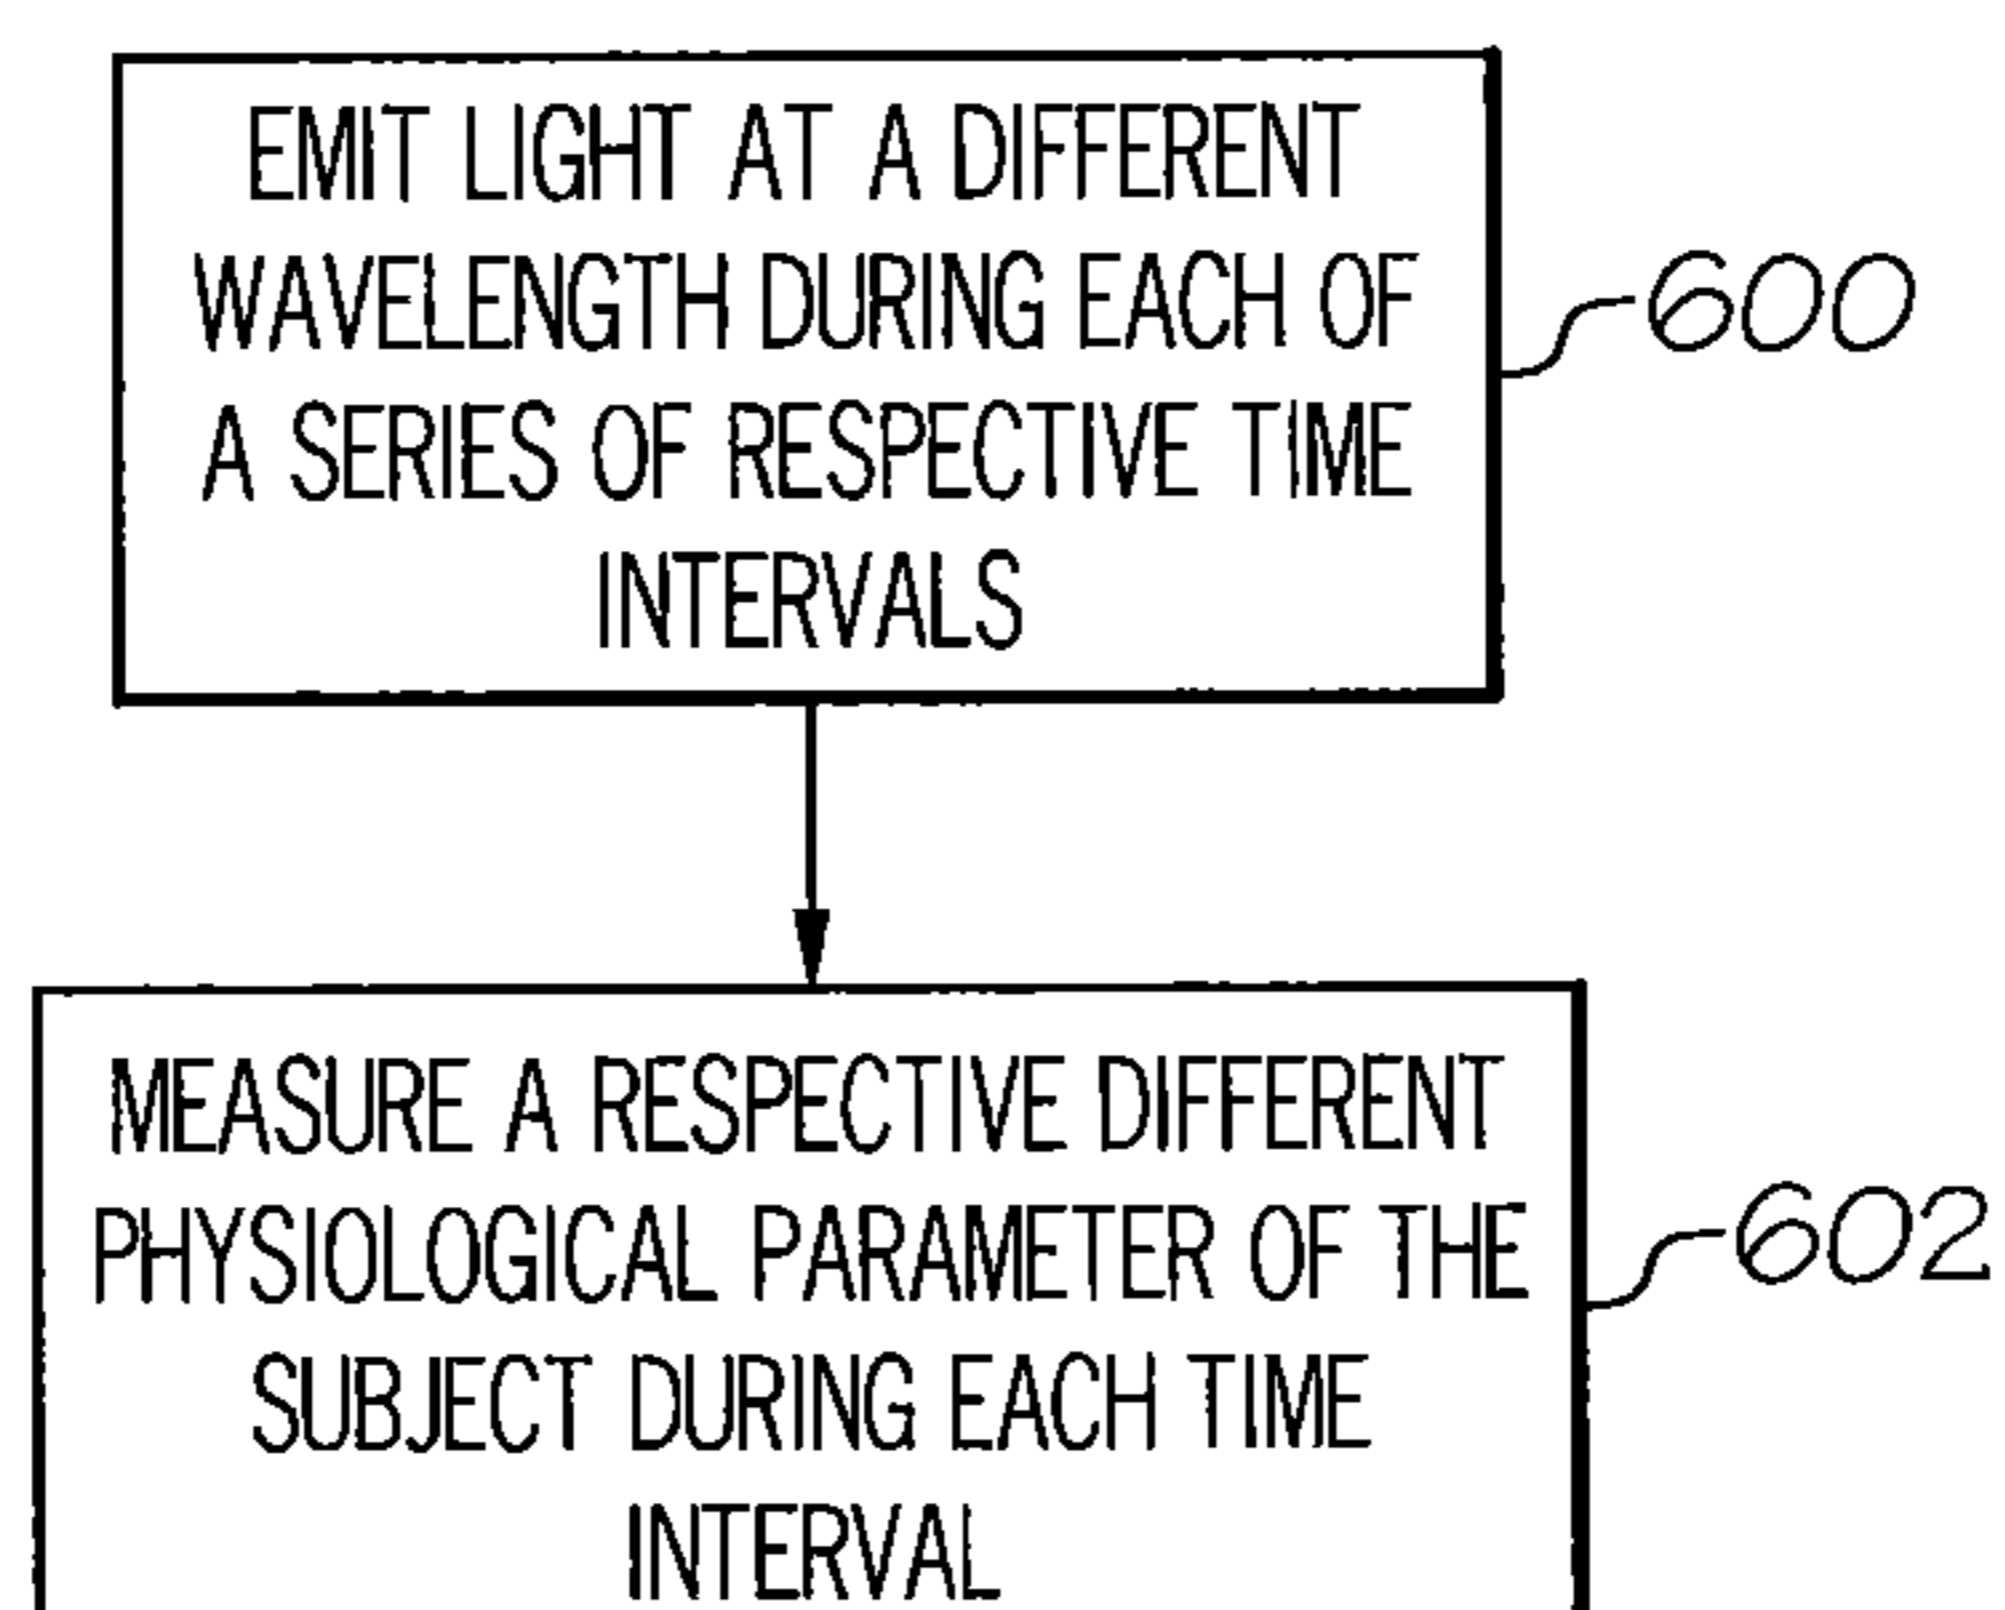 EMIT LIGHT AT A DIFFERENT
WAVELENGTH DURING EACH OF
A SERIES OF RESPECTIVE TIME
INTERVALS
600
MEASURE A RESPECTIVE DIFFERENT
PHYSIOLOGICAL PARAMETER OF THE
SUBJECT DURING EACH TIME
INTERVAL
602